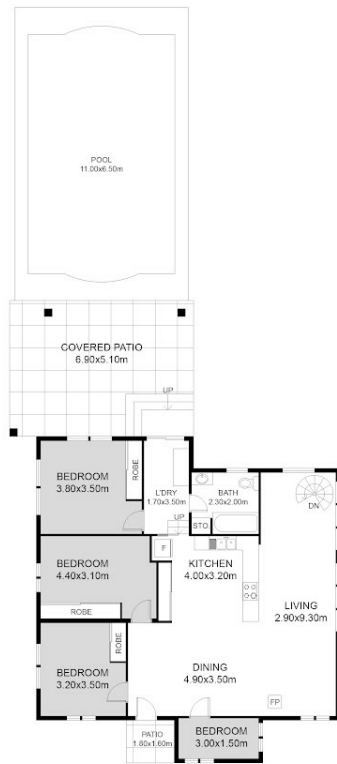 POOL
11.00x6.50m
COVERED PATIO
6.90x5.10m
UP
BEDROOM
3.80x3.50m
ROBE
L'DRY
1.70x3.50m
BATH
2.30x2.00m
UP
STO.
DN
BEDROOM
4.40x3.10m
ROBE
F
KITCHEN
4.00x3.20m
LIVING
2.90x9.30m
BEDROOM
3.20x3.50m
ROBE
DINING
4.90x3.50m
FP
PATIO
1.80x1.60m
BEDROOM
3.00x1.50m